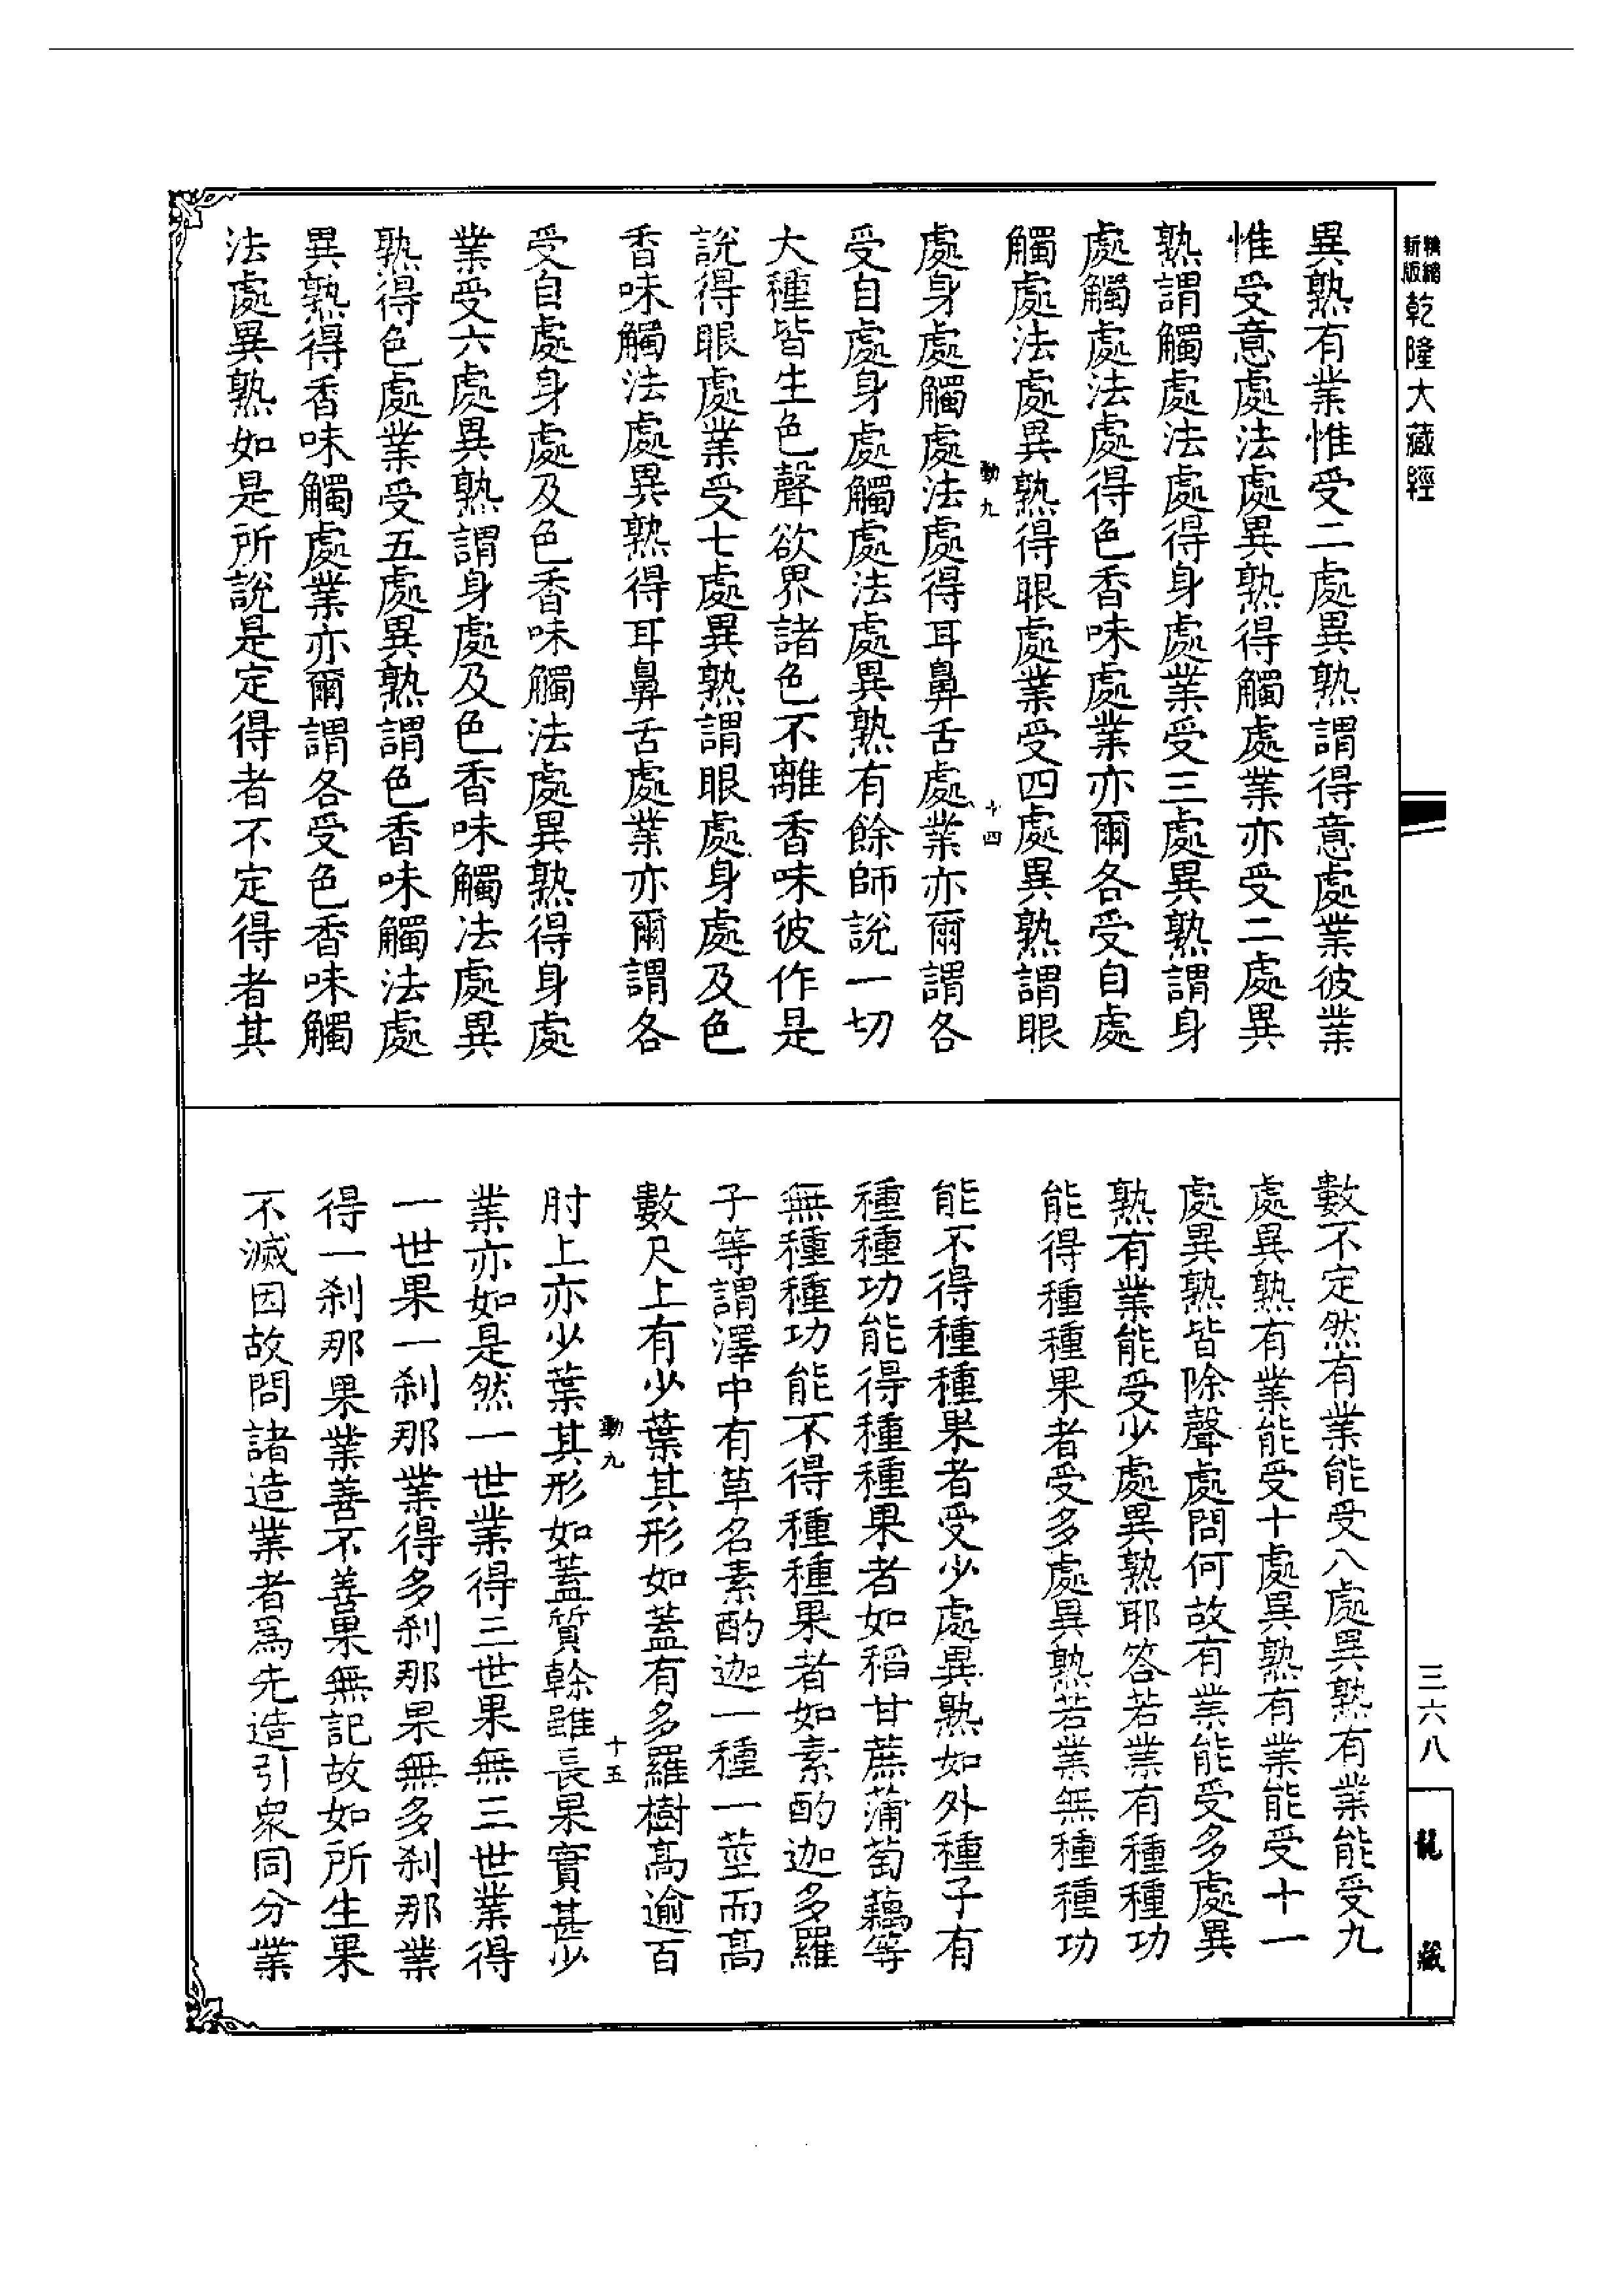 精縮新版乾隆大藏經
異熟有業惟受二處異熟謂得意處業彼業
惟受意處法處異熟得觸處業亦受二處異
熟謂觸處法處得身處業受三處異熟謂身
處觸處法處得色香味處業亦爾各受自處
觸處法處異熟得眼處業受四處異熟謂眼
動九 十四
處身處觸處法處得耳鼻舌處業亦爾謂各
受自處身處觸處法處異熟有餘師說一切
大種皆生色聲欲界諸色不離香味彼作是
說得眼處業受七處異熟謂眼處身處及色
香味觸法處異熟得耳鼻舌處業亦爾謂各
受自處身處及色香味觸法處異熟得身處
業受六處異熟謂身處及色香味觸法處異
熟得色處業受五處異熟謂色香味觸法處
異熟得香味觸處業亦爾謂各受色香味觸
法處異熟如是所說是定得者不定得者其
數不定然有業能受八處異熟有業能受九
處異熟有業能受十處異熟有業能受十一
處異熟皆除聲處問何故有業能受多處異
熟有業能受少處異熟耶答若業有種種功
能得種種果者受多處異熟若業無種種功
能不得種種果者受少處異熟如外種子有
種種功能得種種果者如稻甘蔗蒲萄藕等
無種種功能不得種種果者如素酌迦多羅
子等謂澤中有草名素酌迦一種一莖而高
數尺上有少葉其形如蓋有多羅樹高逾百
動九 十五
肘上亦少葉其形如蓋質榦雖長果實甚少
業亦如是然一世業得三世果無三世業得
一世果一刹那業得多刹那果無多刹那業
得一刹那果業善不善果無記故如所生果
不滅因故問諸造業者爲先造引衆同分業
三六八
龍藏